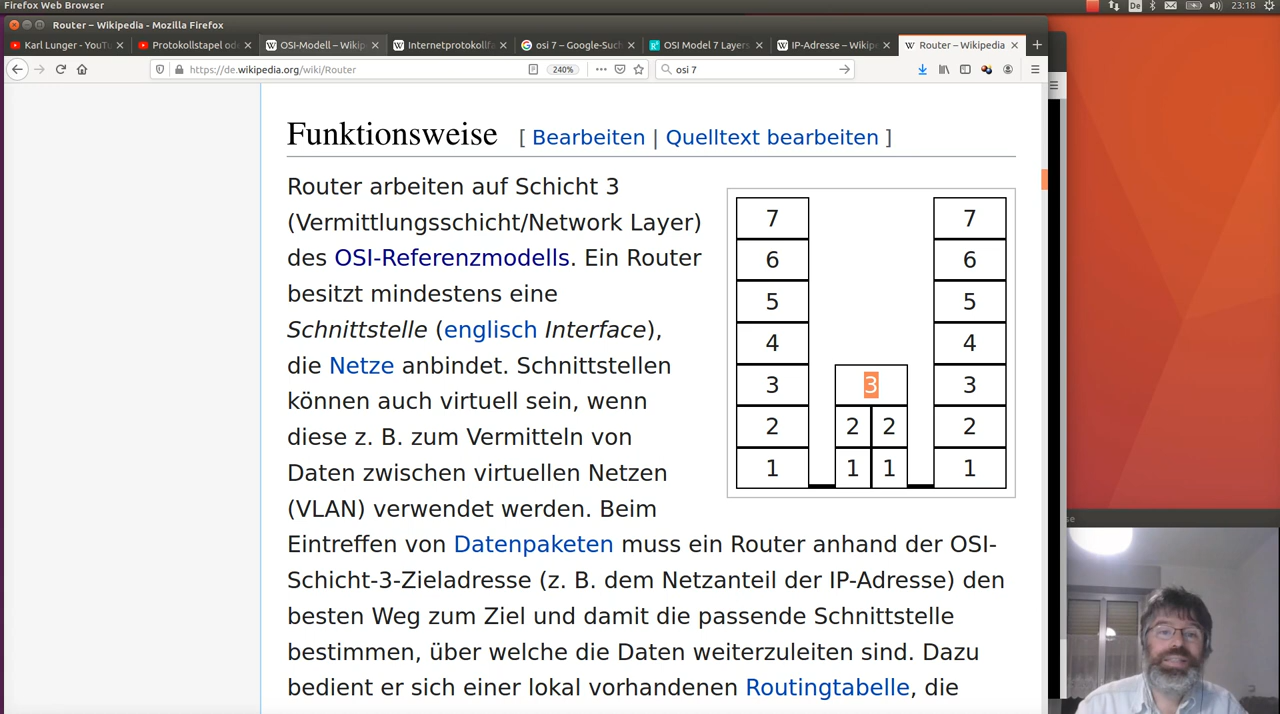 Firefox Web Browser
De
23:18
Router – Wikipedia - Mozilla Firefox
Karl Lunger - YouTu
Protokollstapel ode
OSI-Modell – Wikip
Internetprotokollfa
osi 7 – Google-Such
OSI Model 7 Layers
IP-Adresse – Wikipe
Router – Wikipedia
https://de.wikipedia.org/wiki/Router
240%
osi 7
Funktionsweise [ Bearbeiten | Quelltext bearbeiten ]
Router arbeiten auf Schicht 3
(Vermittlungsschicht/Network Layer)
des OSI-Referenzmodells. Ein Router
besitzt mindestens eine
Schnittstelle (englisch Interface),
die Netze anbindet. Schnittstellen
können auch virtuell sein, wenn
diese z. B. zum Vermitteln von
Daten zwischen virtuellen Netzen
(VLAN) verwendet werden. Beim
Eintreffen von Datenpaketen muss ein Router anhand der OSI-
Schicht-3-Zieladresse (z. B. dem Netzanteil der IP-Adresse) den
besten Weg zum Ziel und damit die passende Schnittstelle
bestimmen, über welche die Daten weiterzuleiten sind. Dazu
bedient er sich einer lokal vorhandenen Routingtabelle, die
7 7
6 6
5 5
4 4
3 3 3
2 2 2 2
1 1 1 1
se